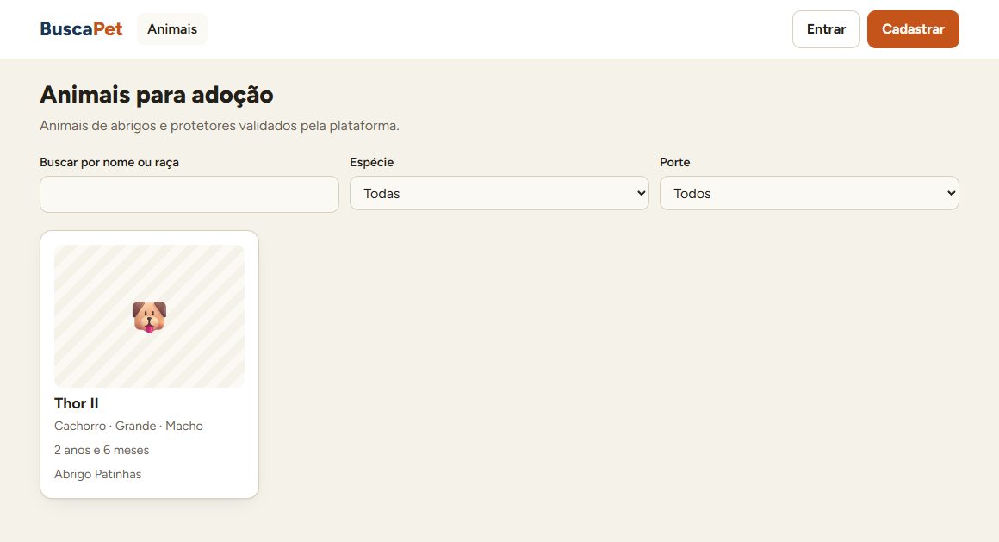 BuscaPet Animais Entrar Cadastrar
Animais para adoção
Animais de abrigos e protetores validados pela plataforma.
Buscar por nome ou raça Espécie Porte
Todas Todos
Thor II
Cachorro · Grande · Macho
2 anos e 6 meses
Abrigo Patinhas